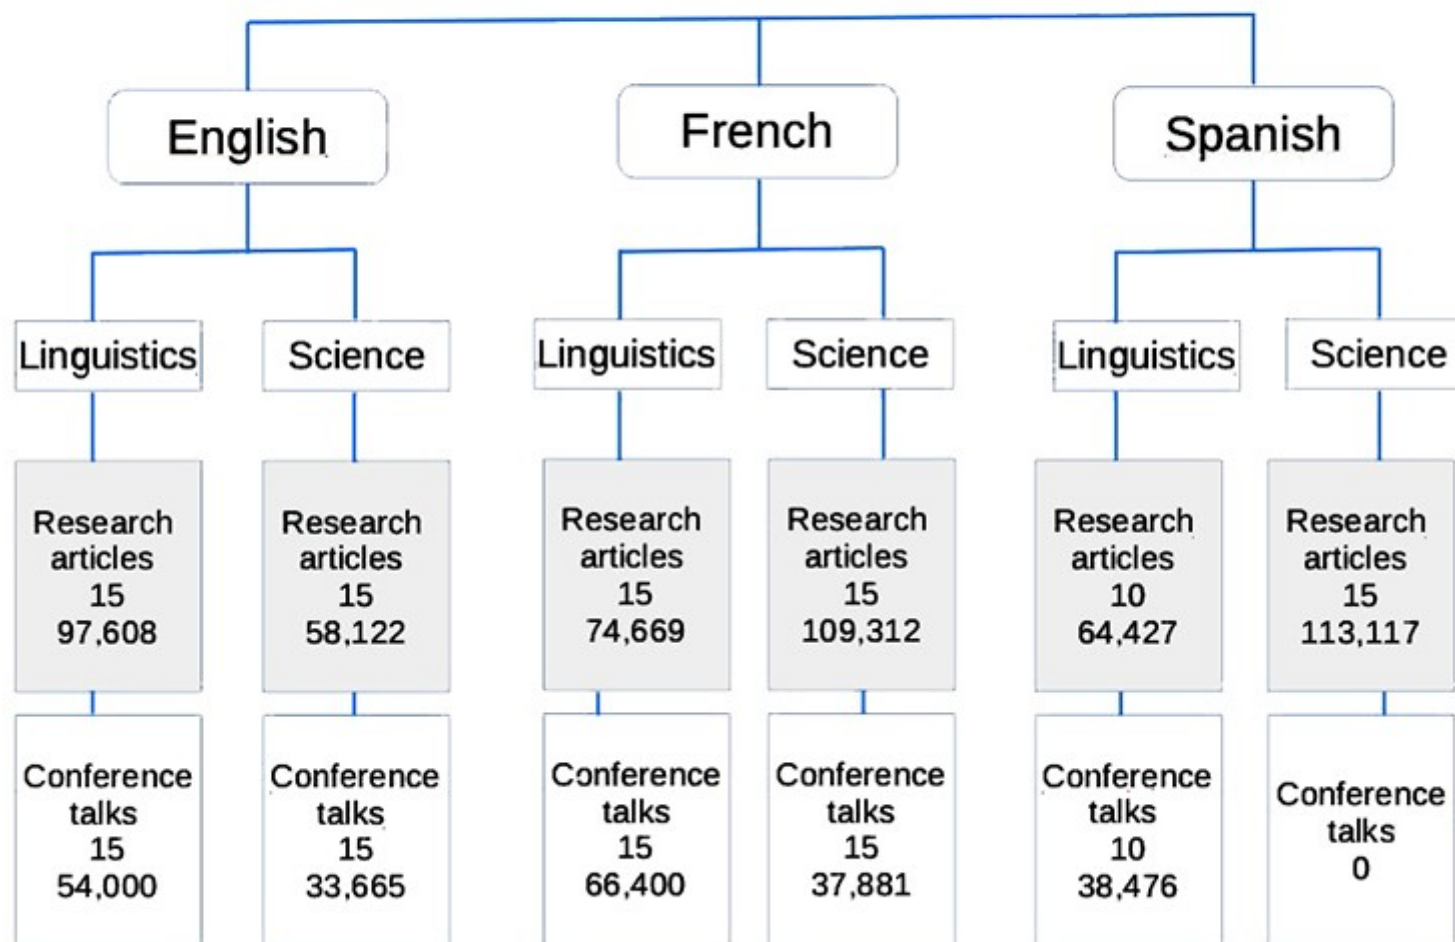 English
French
Spanish
Linguistics
Science
Linguistics
Science
Linguistics
Science
Research
articles
15
97,608
Research
articles
15
58,122
Research
articles
15
74,669
Research
articles
15
109,312
Research
articles
10
64,427
Research
articles
15
113,117
Conference
talks
15
54,000
Conference
talks
15
33,665
Conference
talks
15
66,400
Conference
talks
15
37,881
Conference
talks
10
38,476
Conference
talks
0